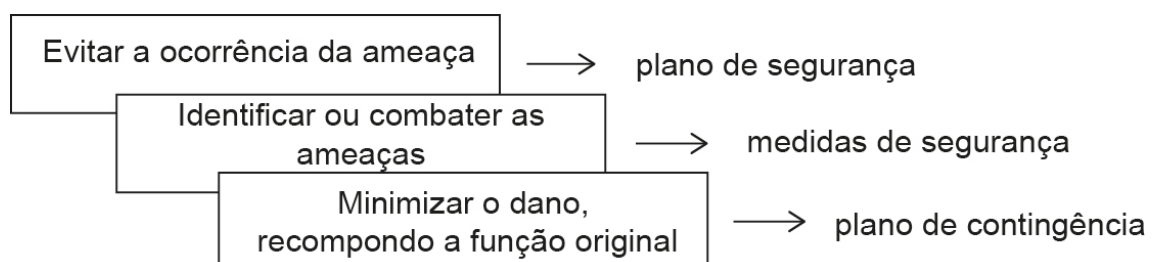 Evitar a ocorrência da ameaça
plano de segurança
Identificar ou combater as
ameaças
medidas de segurança
Minimizar o dano,
recompondo a função original
plano de contingência